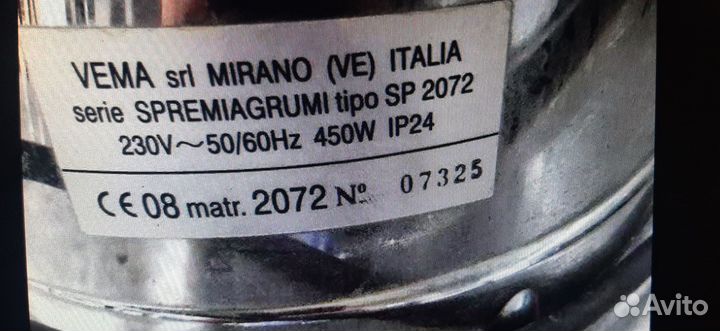 VEMA srl MIRANO (VE) ITALIA
serie SPREMIAGRUMI tipo SP 2072
230V~50/60Hz 450W IP24
CE 08 matr. 2072 Nº 07325
Avito